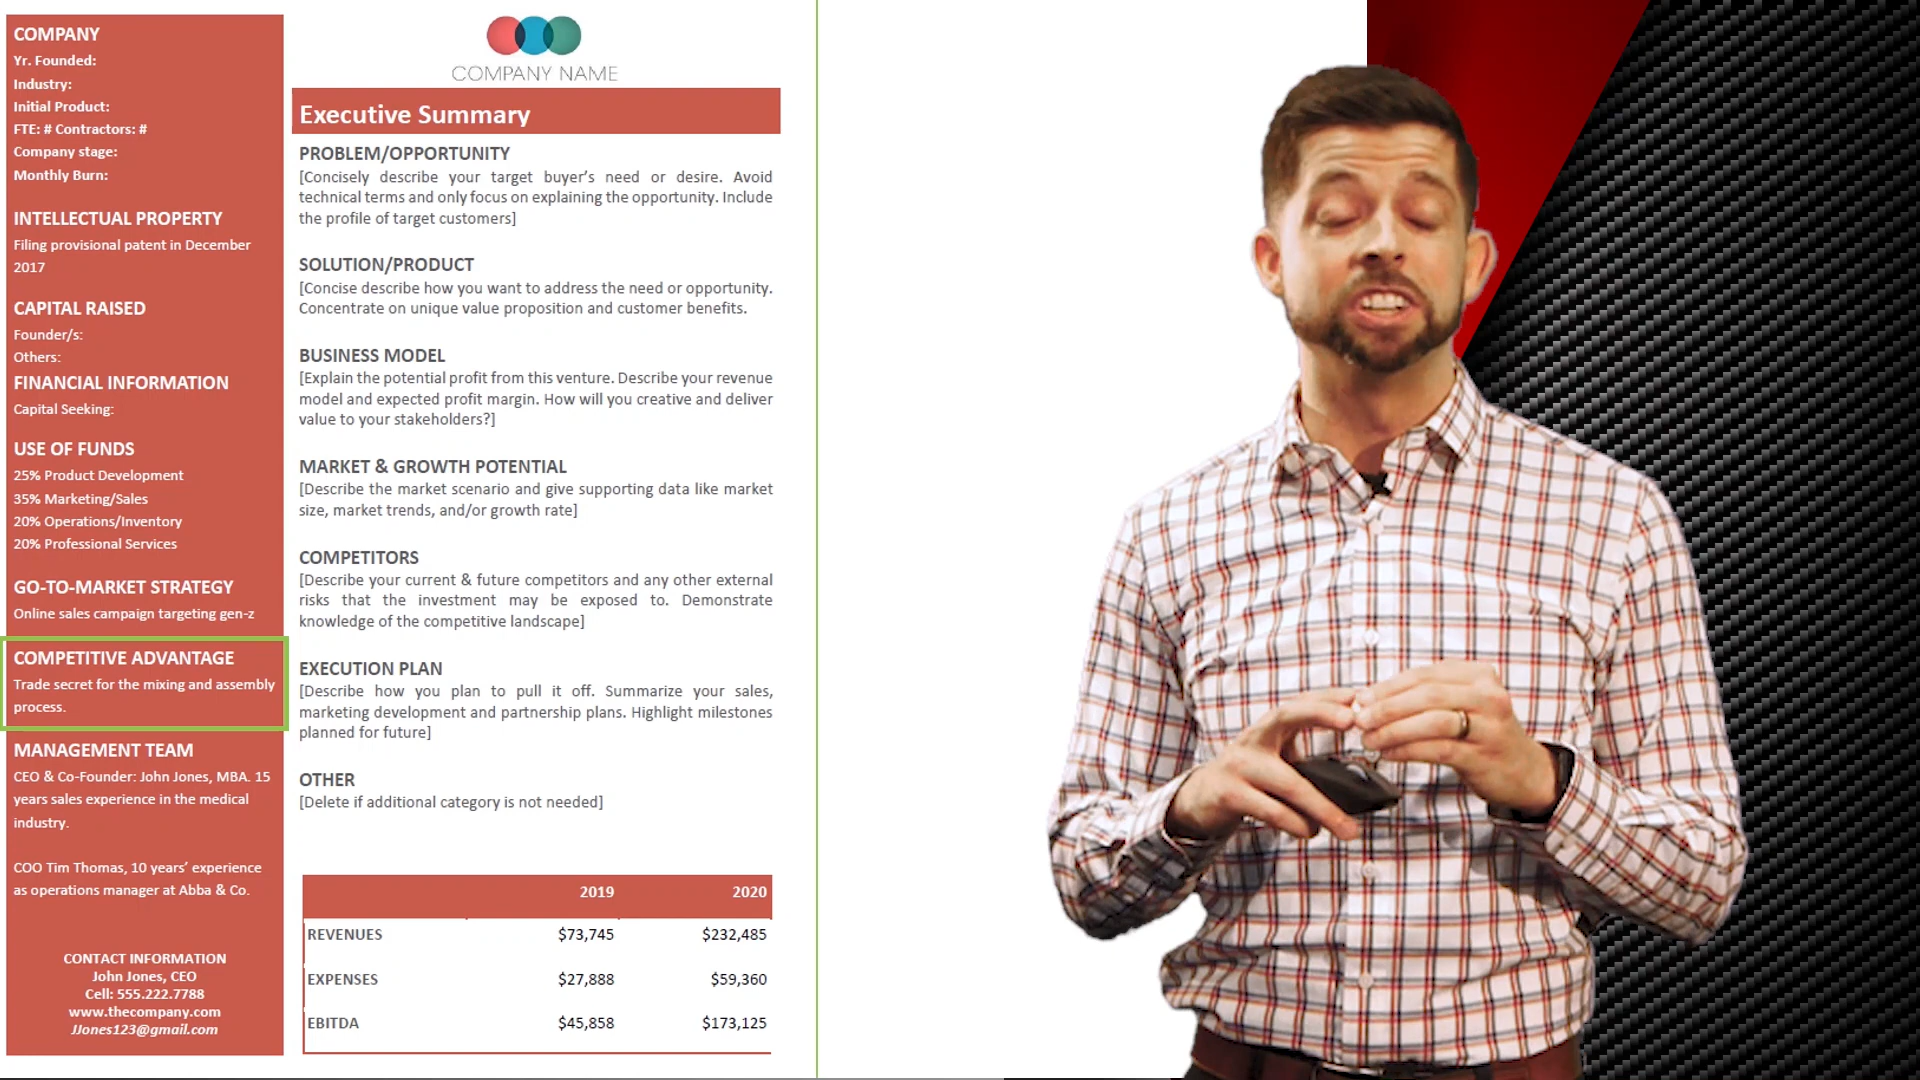 COMPANY
Yr. Founded:
Industry:
Initial Product:
FTE: # Contractors: #
Company stage:
Monthly Burn:
INTELLECTUAL PROPERTY
Filing provisional patent in December
2017
CAPITAL RAISED
Founder/s:
Others:
FINANCIAL INFORMATION
Capital Seeking:
USE OF FUNDS
25% Product Development
35% Marketing/Sales
20% Operations/Inventory
20% Professional Services
GO-TO-MARKET STRATEGY
Online sales campaign targeting gen-z
COMPETITIVE ADVANTAGE
Trade secret for the mixing and assembly
process.
MANAGEMENT TEAM
CEO & Co-Founder: John Jones, MBA. 15
years sales experience in the medical
industry.
COO Tim Thomas, 10 years’ experience
as operations manager at Abba & Co.
CONTACT INFORMATION
John Jones, CEO
Cell: 555.222.7788
www.thecompany.com
JJones123@gmail.com
COMPANY NAME
Executive Summary
PROBLEM/OPPORTUNITY
[Concisely describe your target buyer’s need or desire. Avoid
technical terms and only focus on explaining the opportunity. Include
the profile of target customers]
SOLUTION/PRODUCT
[Concise describe how you want to address the need or opportunity.
Concentrate on unique value proposition and customer benefits.
BUSINESS MODEL
[Explain the potential profit from this venture. Describe your revenue
model and expected profit margin. How will you creative and deliver
value to your stakeholders?]
MARKET & GROWTH POTENTIAL
[Describe the market scenario and give supporting data like market
size, market trends, and/or growth rate]
COMPETITORS
[Describe your current & future competitors and any other external
risks that the investment may be exposed to. Demonstrate
knowledge of the competitive landscape]
EXECUTION PLAN
[Describe how you plan to pull it off. Summarize your sales,
marketing development and partnership plans. Highlight milestones
planned for future]
OTHER
[Delete if additional category is not needed]
2019 2020
REVENUES $73,745 $232,485
EXPENSES $27,888 $59,360
EBITDA $45,858 $173,125